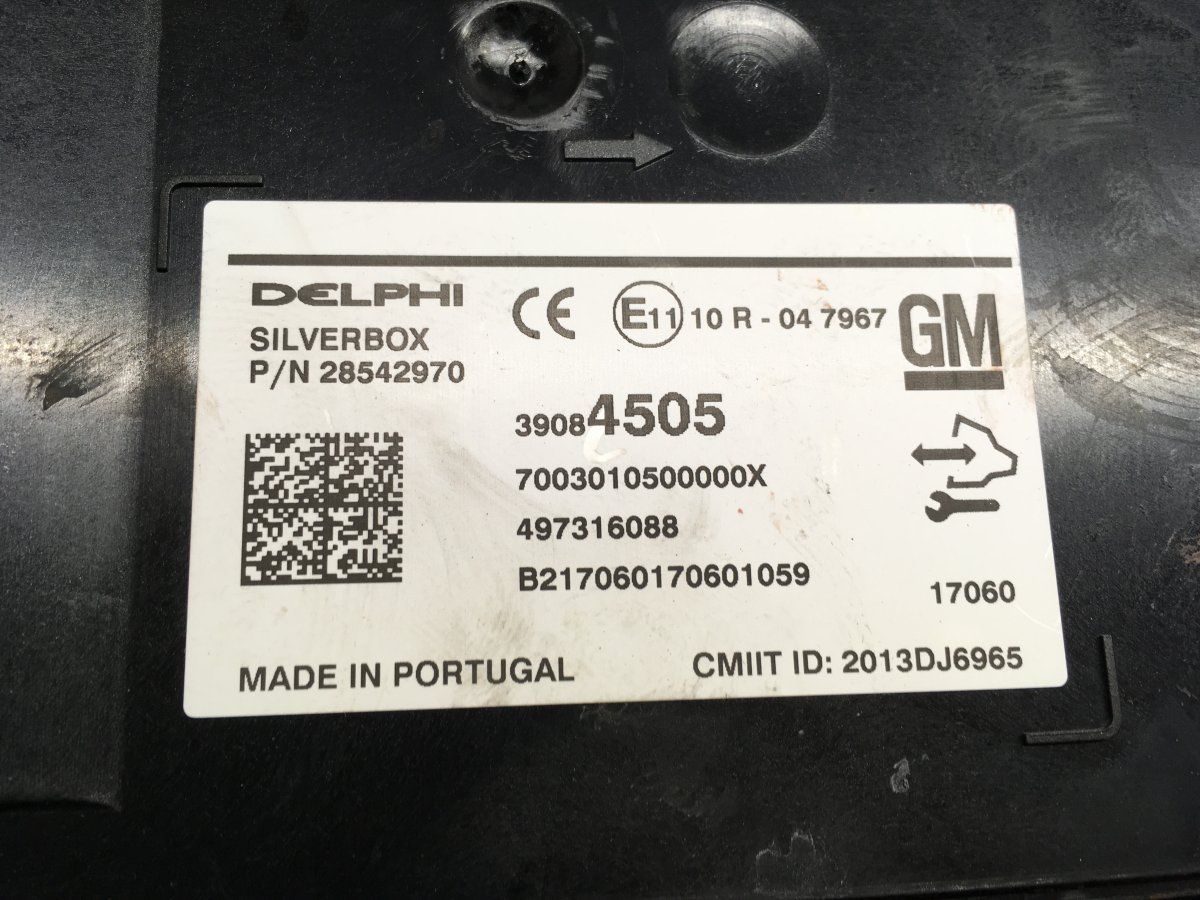 DELPHI
SILVERBOX
P/N 28542970
CE E11 10 R - 04 7967
GM
39084505
7003010500000X
497316088
B217060170601059
17060
MADE IN PORTUGAL
CMIIT ID: 2013DJ6965